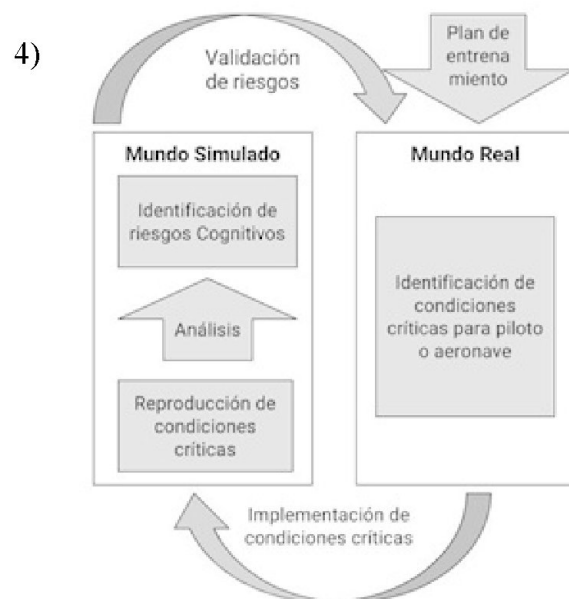 4)
Validación
de riesgos
Plan de
entrena
miento
Mundo Simulado
Identificación de
riesgos Cognitivos
Análisis
Reproducción de
condiciones
críticas
Mundo Real
Identificación de
condiciones
críticas para piloto
o aeronave
Implementación de
condiciones críticas